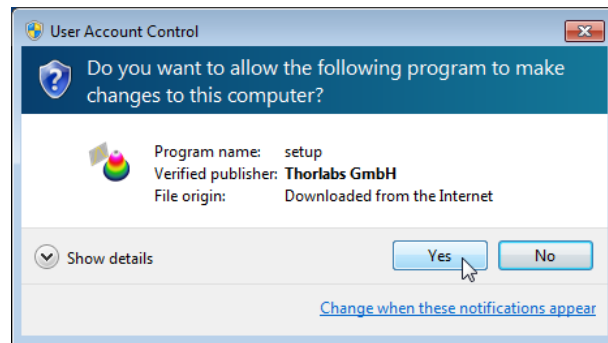 User Account Control
Do you want to allow the following program to make
changes to this computer?
Program name: setup
Verified publisher: Thorlabs GmbH
File origin: Downloaded from the Internet
Show details
Yes
No
Change when these notifications appear